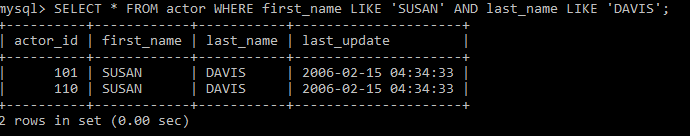 mysql> SELECT * FROM actor WHERE first_name LIKE 'SUSAN' AND last_name LIKE 'DAVIS';
+----------+------------+-----------+---------------------+
| actor_id | first_name | last_name | last_update         |
+----------+------------+-----------+---------------------+
|      101 | SUSAN      | DAVIS     | 2006-02-15 04:34:33 |
|      110 | SUSAN      | DAVIS     | 2006-02-15 04:34:33 |
+----------+------------+-----------+---------------------+
2 rows in set (0.00 sec)